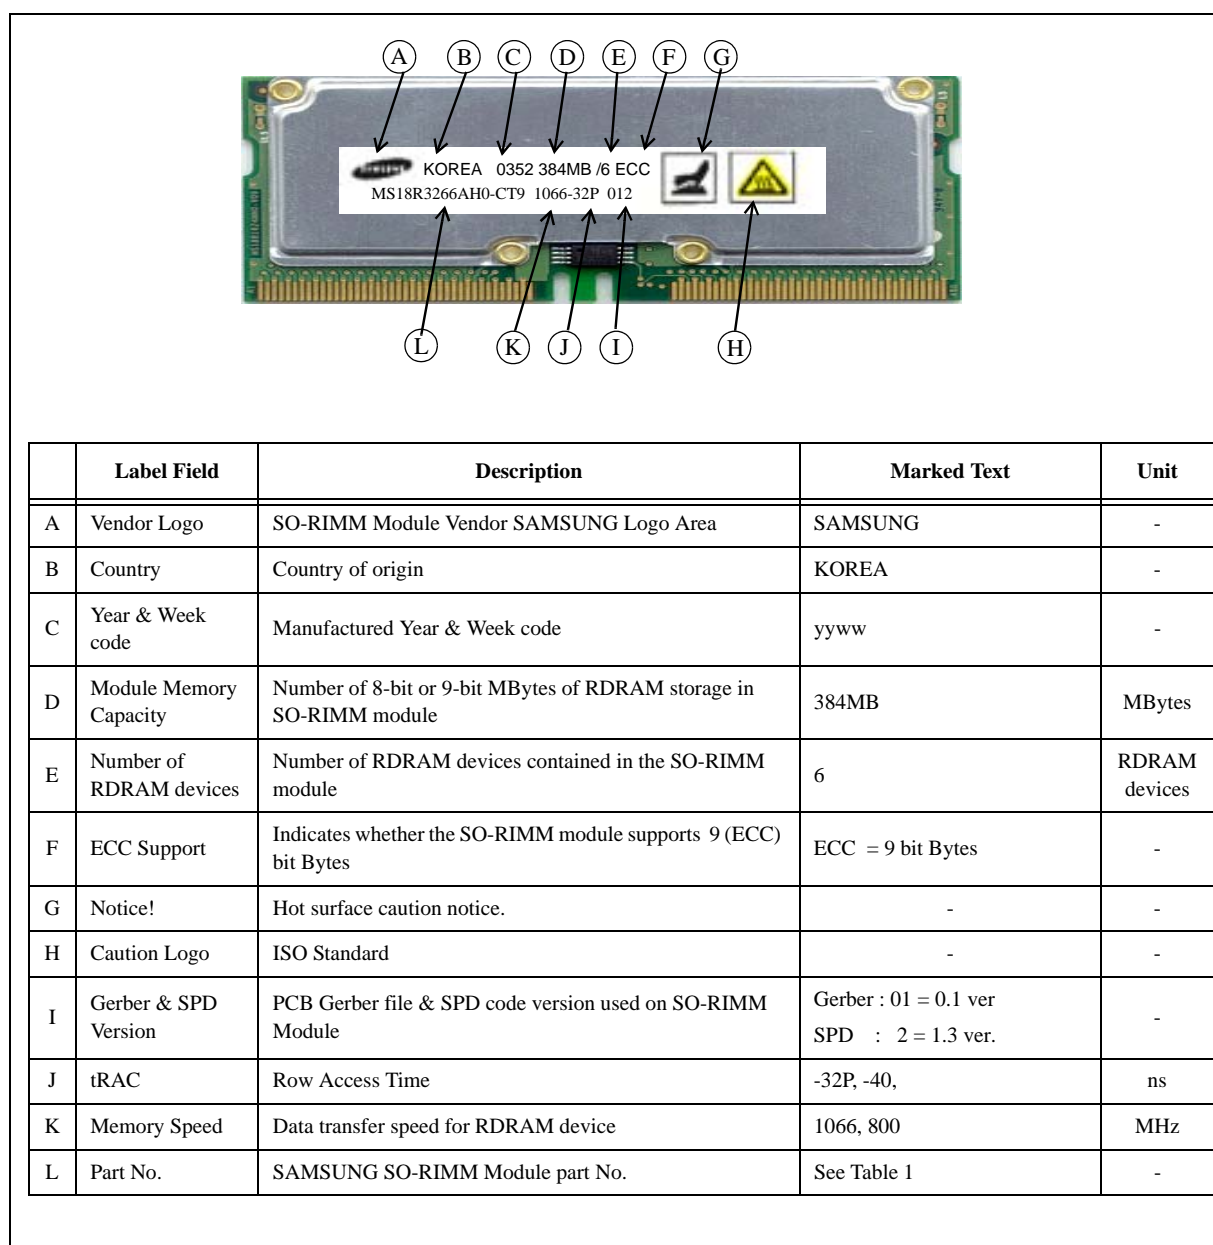 A B C D E F G
SAMSUNG KOREA 0352 384MB /6 ECC
MS18R3266AH0-CT9 1066-32P 012
L K J I H
Label Field Description Marked Text Unit
A Vendor Logo SO-RIMM Module Vendor SAMSUNG Logo Area SAMSUNG -
B Country Country of origin KOREA -
C Year & Week code Manufactured Year & Week code yyww -
D Module Memory Capacity Number of 8-bit or 9-bit MBytes of RDRAM storage in SO-RIMM module 384MB MBytes
E Number of RDRAM devices Number of RDRAM devices contained in the SO-RIMM module 6 RDRAM devices
F ECC Support Indicates whether the SO-RIMM module supports 9 (ECC) bit Bytes ECC = 9 bit Bytes -
G Notice! Hot surface caution notice. - -
H Caution Logo ISO Standard - -
I Gerber & SPD Version PCB Gerber file & SPD code version used on SO-RIMM Module Gerber : 01 = 0.1 ver SPD : 2 = 1.3 ver. -
J tRAC Row Access Time -32P, -40, ns
K Memory Speed Data transfer speed for RDRAM device 1066, 800 MHz
L Part No. SAMSUNG SO-RIMM Module part No. See Table 1 -